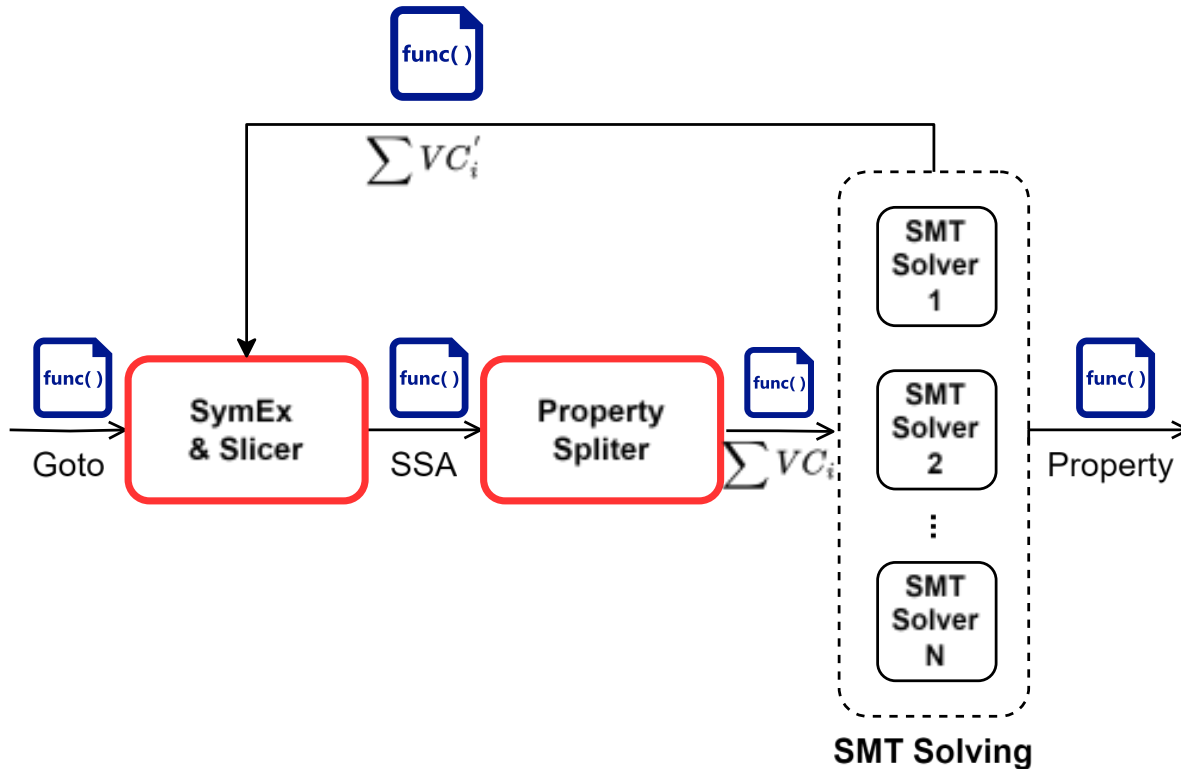 func( )
∑ VC'ᵢ
SMT
Solver
1
func( )
func( )
func( )
func( )
SymEx
& Slicer
Property
Spliter
SMT
Solver
2
Goto
SSA
∑ VCᵢ
Property
⋮
SMT
Solver
N
SMT Solving